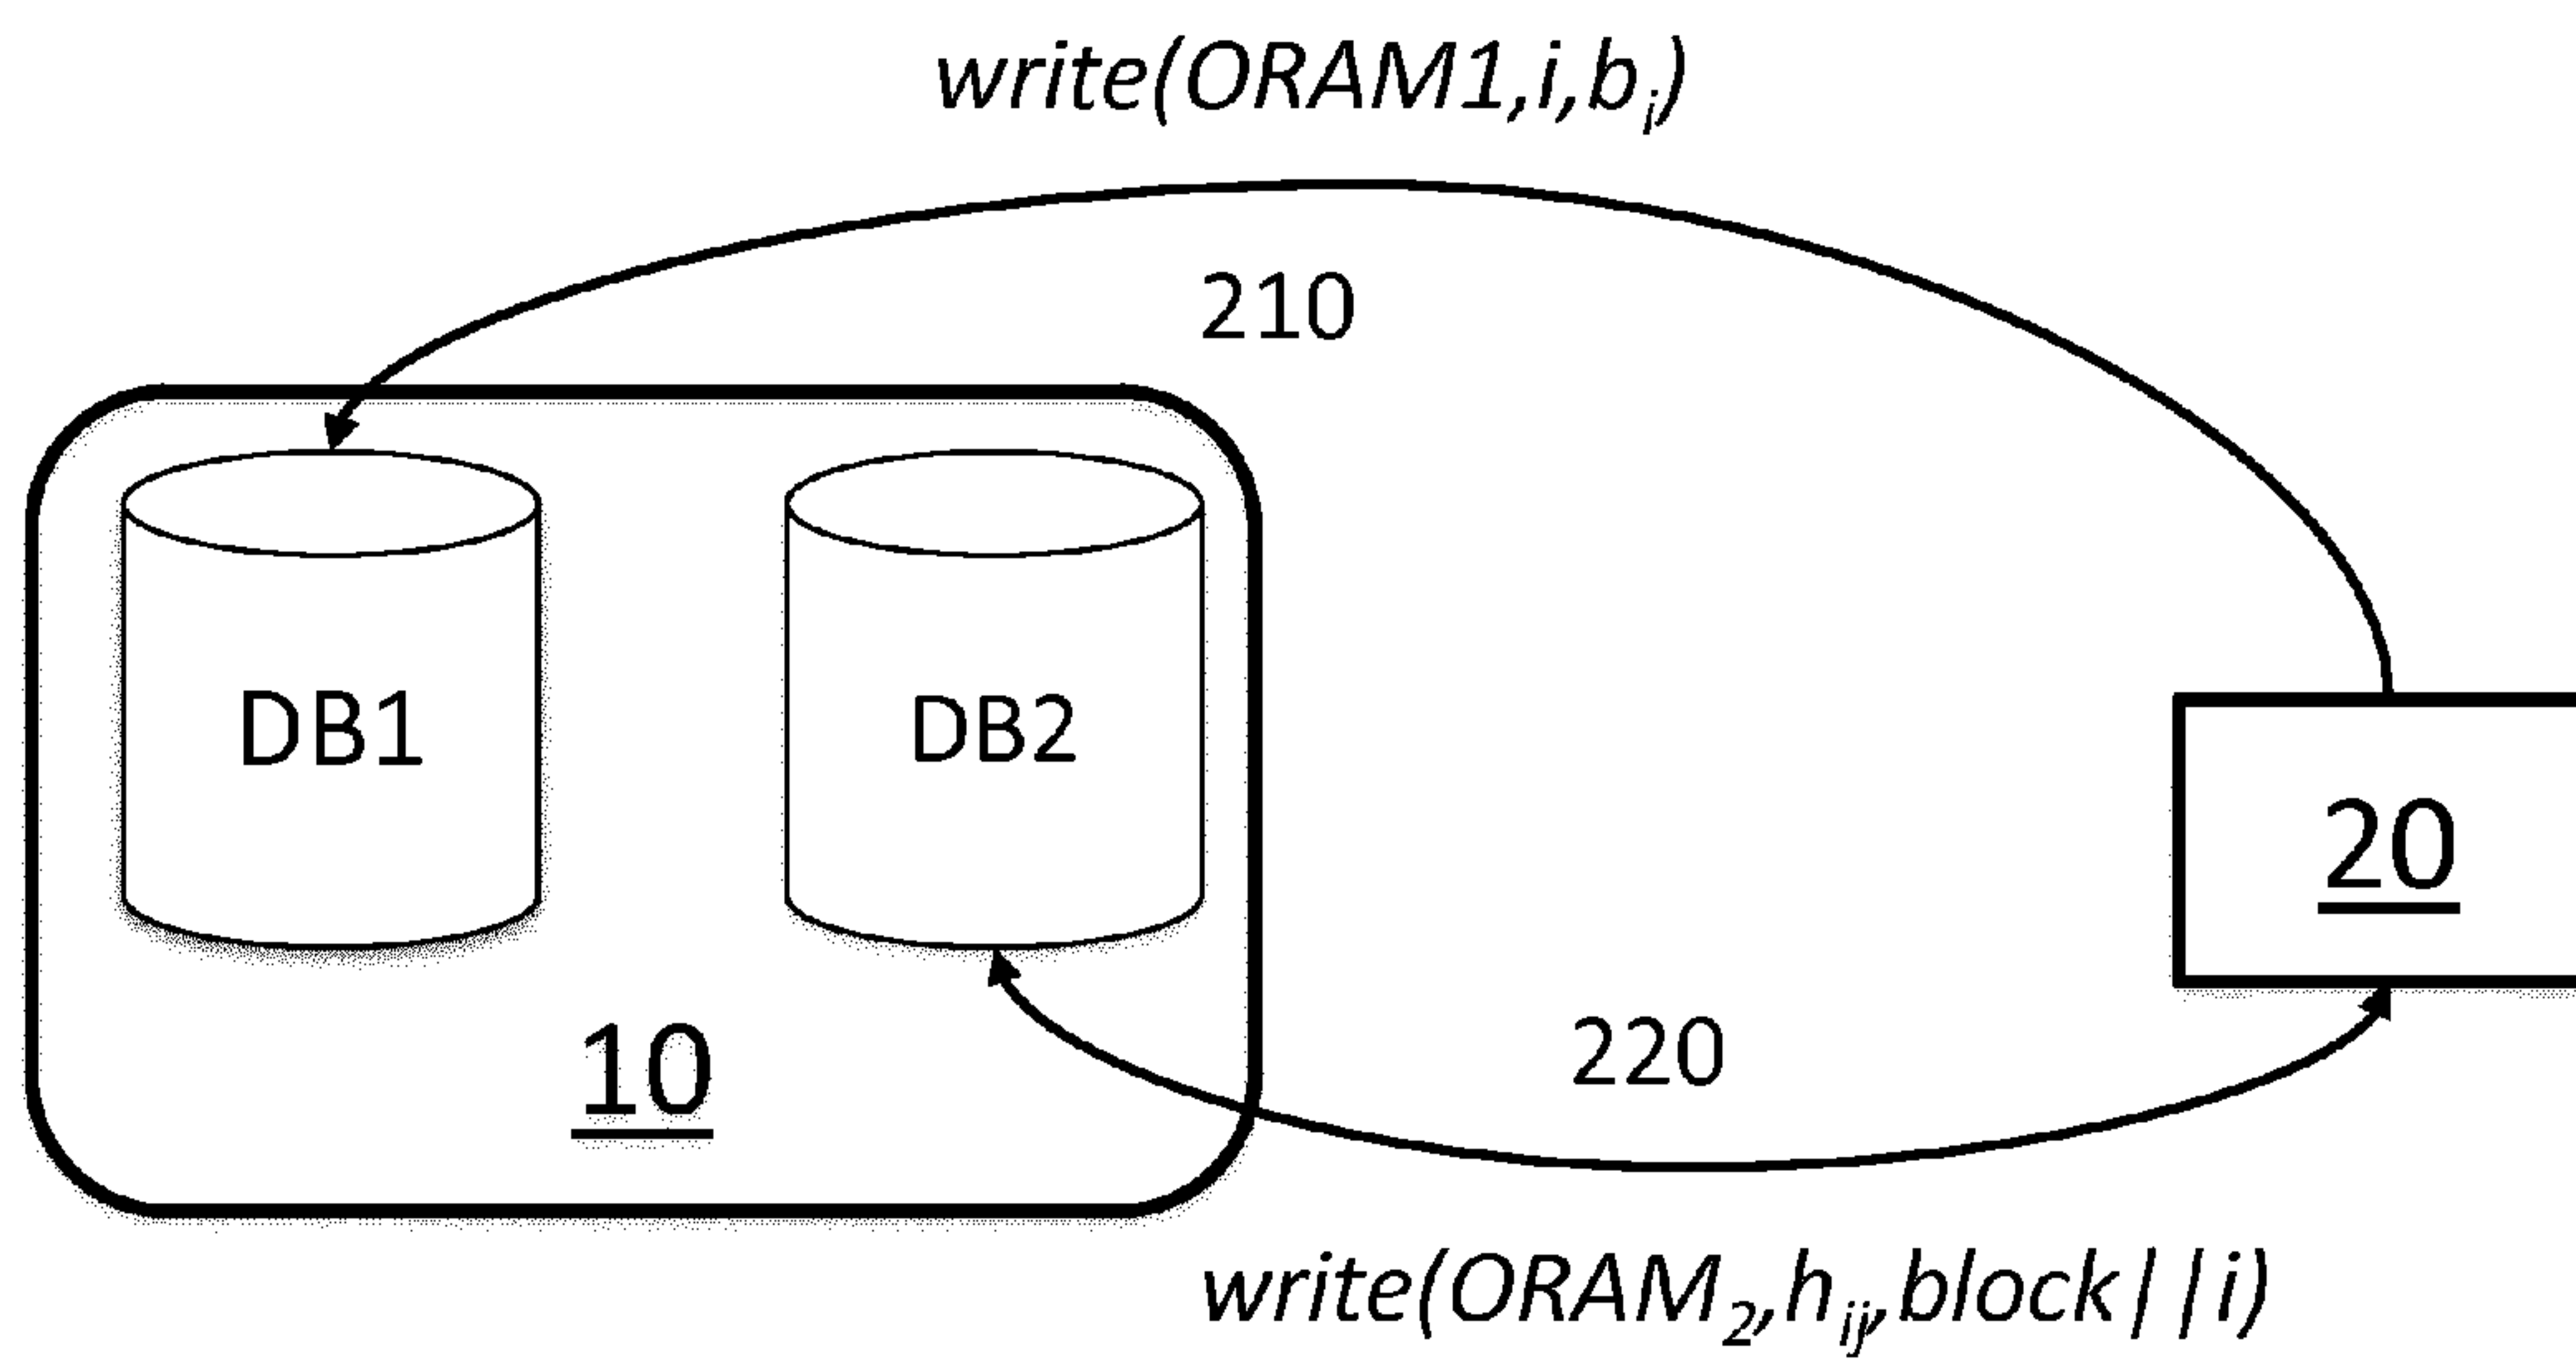 write(ORAM1,i,bᵢ)
210
DB1
DB2
20
10
220
write(ORAM₂,hᵢⱼ,block||i)